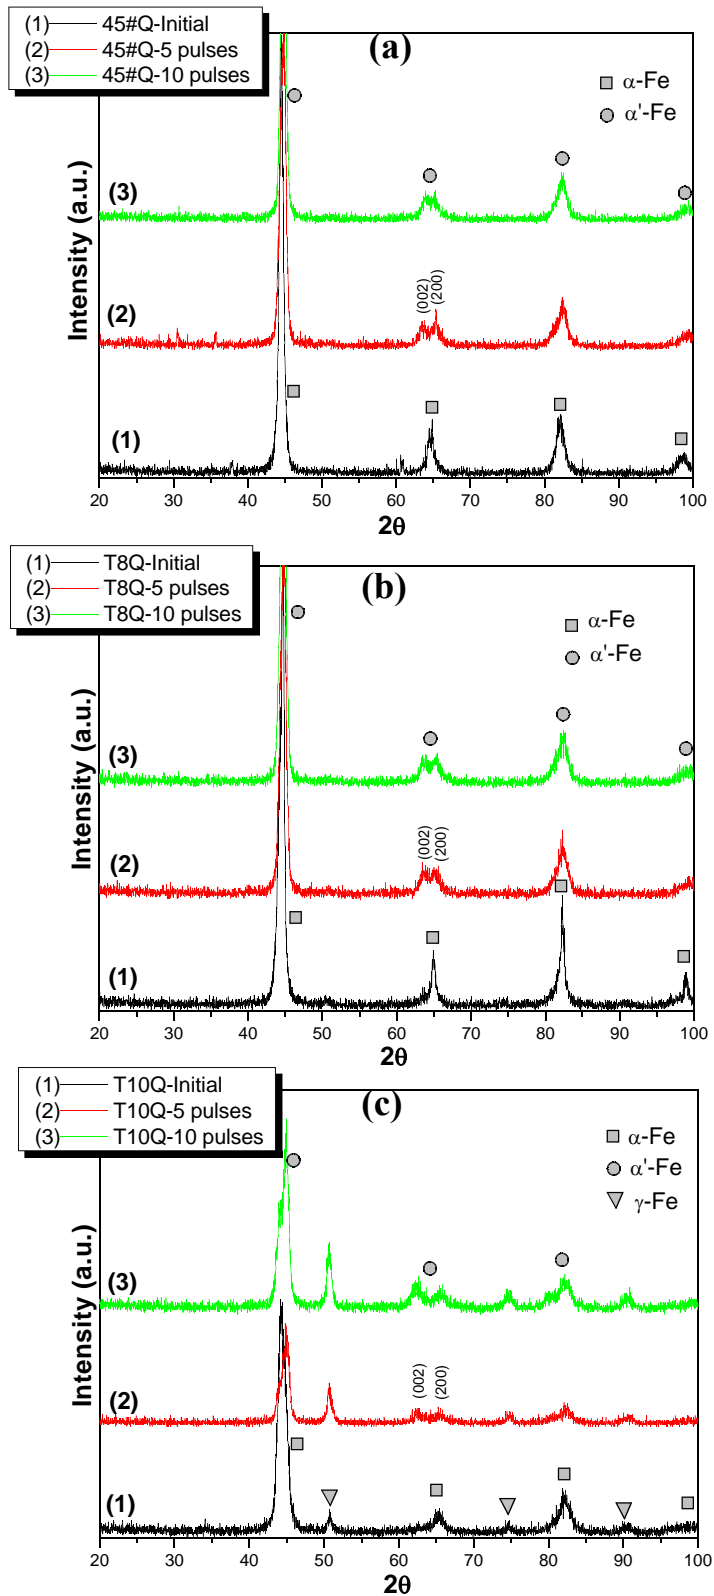 (1) 45#Q-Initial
(2) 45#Q-5 pulses
(3) 45#Q-10 pulses
(a)
α-Fe
α'-Fe
(3)
(2)
(002)
(200)
(1)
Intensity (a.u.)
20 30 40 50 60 70 80 90 100
2θ
(1) T8Q-Initial
(2) T8Q-5 pulses
(3) T8Q-10 pulses
(b)
α-Fe
α'-Fe
(3)
(2)
(002)
(200)
(1)
Intensity (a.u.)
20 30 40 50 60 70 80 90 100
2θ
(1) T10Q-Initial
(2) T10Q-5 pulses
(3) T10Q-10 pulses
(c)
α-Fe
α'-Fe
γ-Fe
(3)
(2)
(002)
(200)
(1)
Intensity (a.u.)
20 30 40 50 60 70 80 90 100
2θ